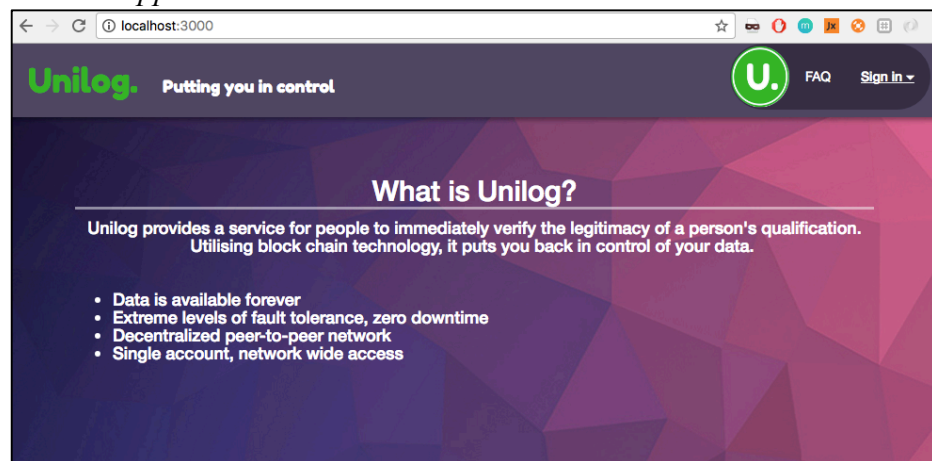 localhost:3000
Unilog. Putting you in control
U. FAQ Sign in
What is Unilog?
Unilog provides a service for people to immediately verify the legitimacy of a person's qualification.
Utilising block chain technology, it puts you back in control of your data.
• Data is available forever
• Extreme levels of fault tolerance, zero downtime
• Decentralized peer-to-peer network
• Single account, network wide access